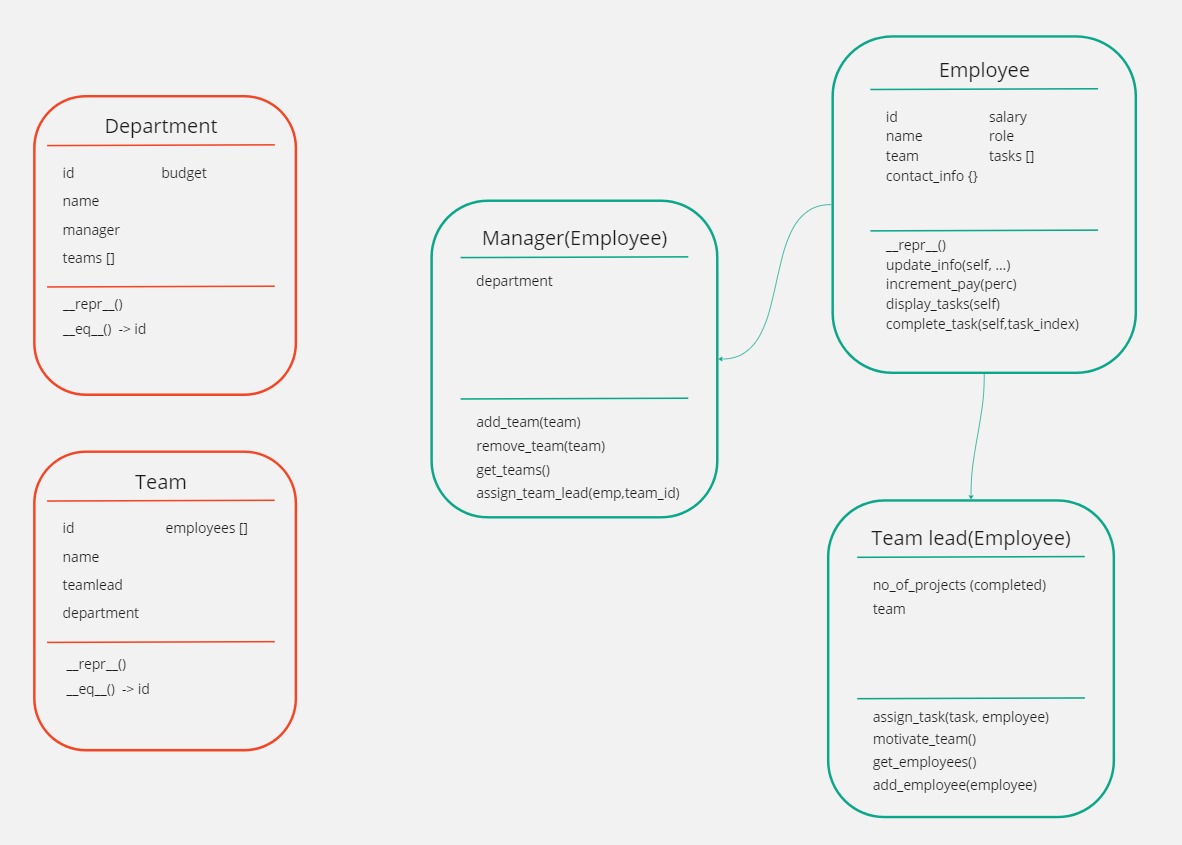 Department
id budget
name
manager
teams []
__repr__()
__eq__() -> id
Team
id employees []
name
teamlead
department
__repr__()
__eq__() -> id
Manager(Employee)
department
add_team(team)
remove_team(team)
get_teams()
assign_team_lead(emp,team_id)
Employee
id salary
name role
team tasks []
contact_info {}
__repr__()
update_info(self, ...)
increment_pay(perc)
display_tasks(self)
complete_task(self,task_index)
Team lead(Employee)
no_of_projects (completed)
team
assign_task(task, employee)
motivate_team()
get_employees()
add_employee(employee)